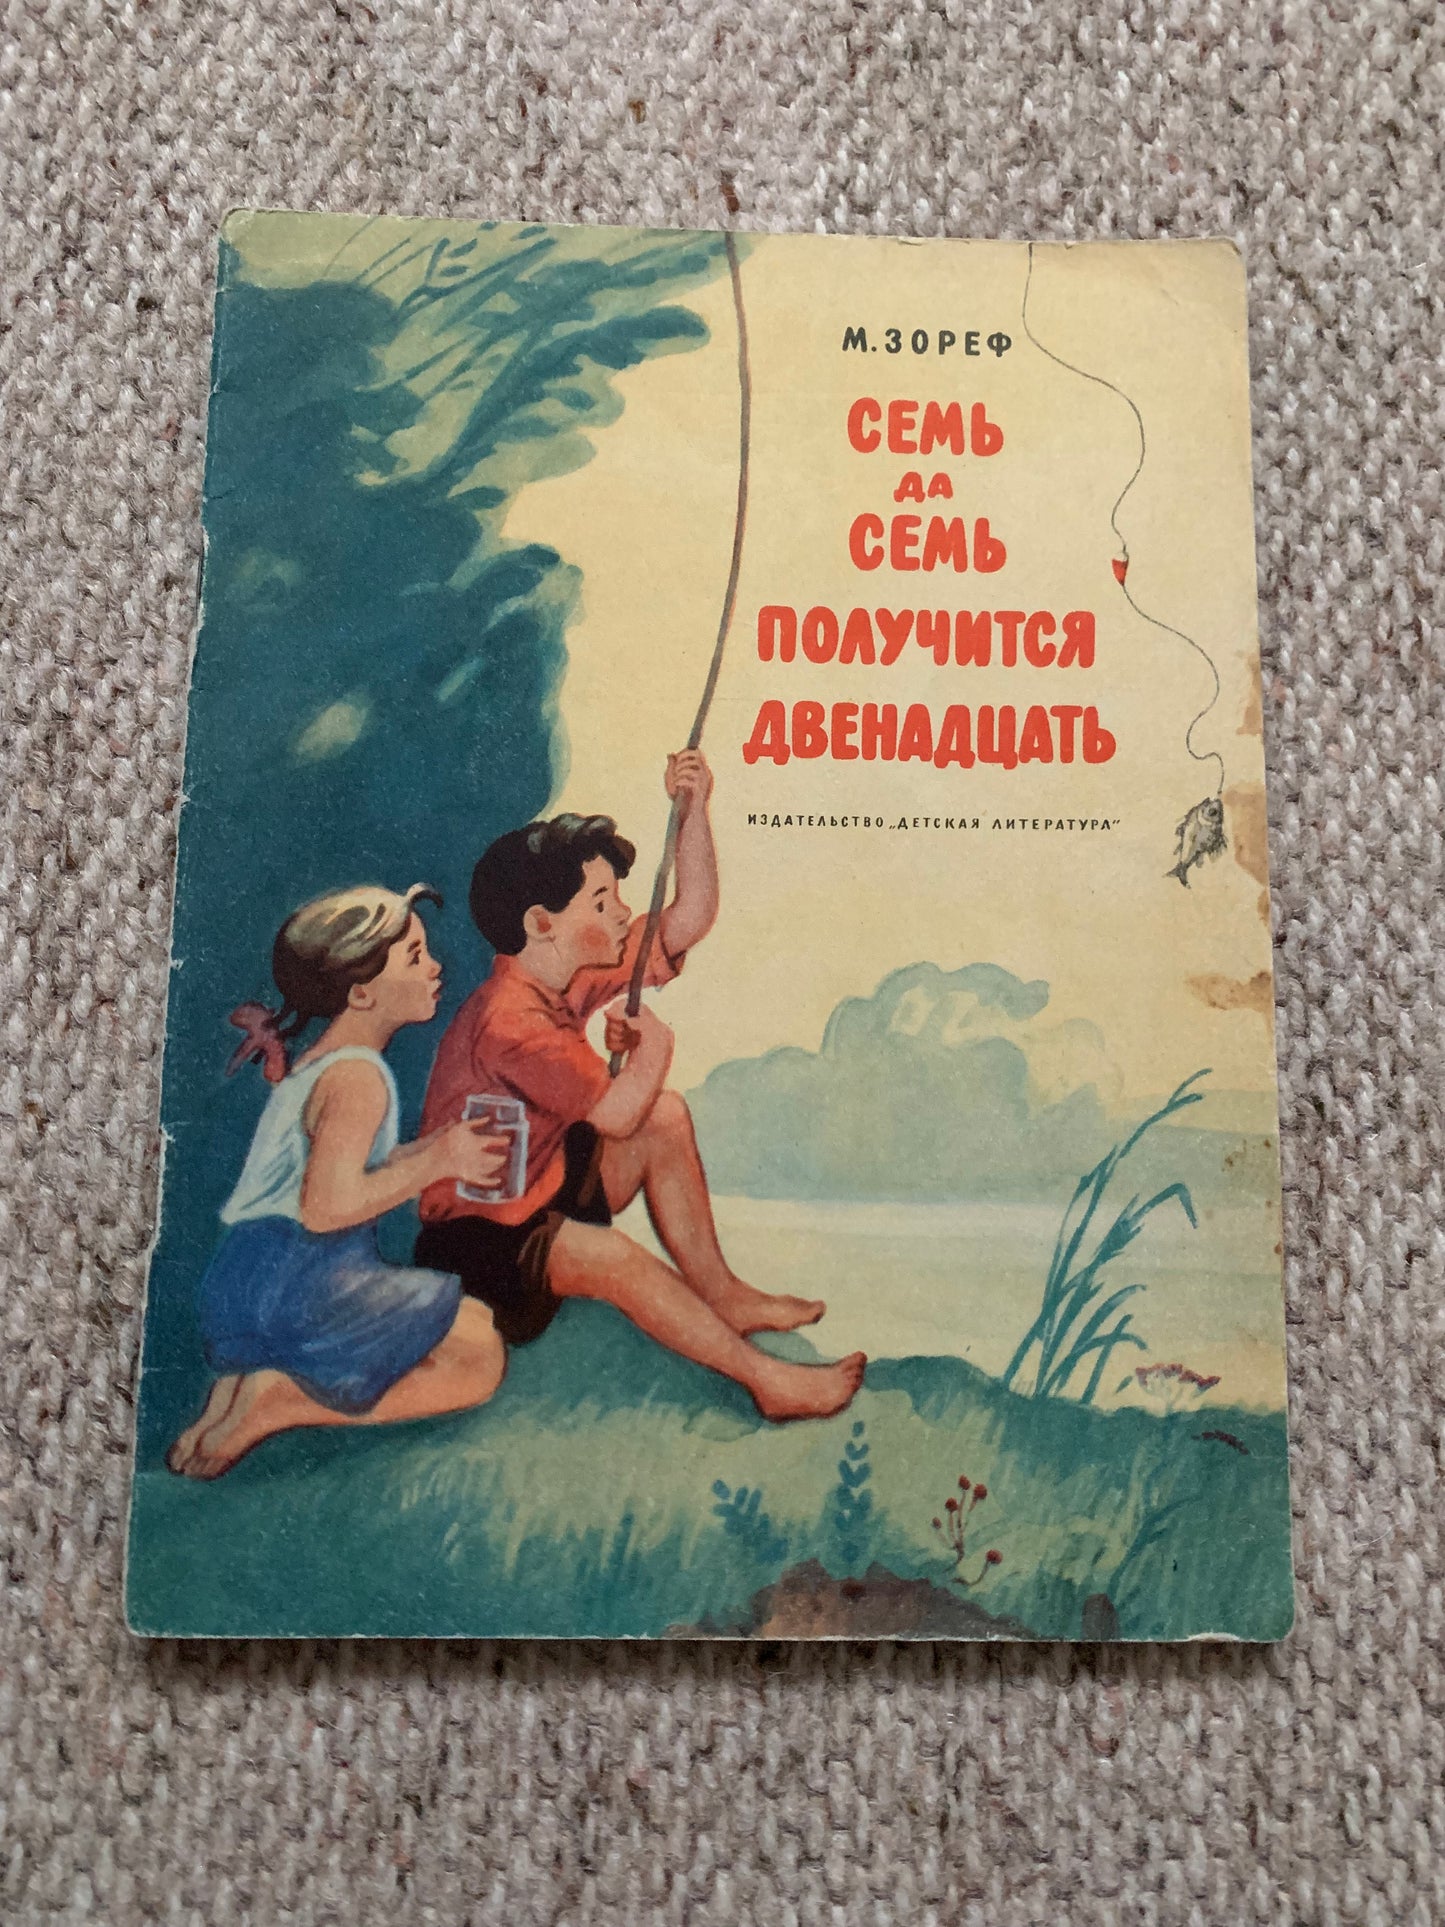 М. ЗОРЕФ
СЕМЬ
ДА
СЕМЬ
ПОЛУЧИТСЯ
ДВЕНАДЦАТЬ
ИЗДАТЕЛЬСТВО „ДЕТСКАЯ ЛИТЕРАТУРА"